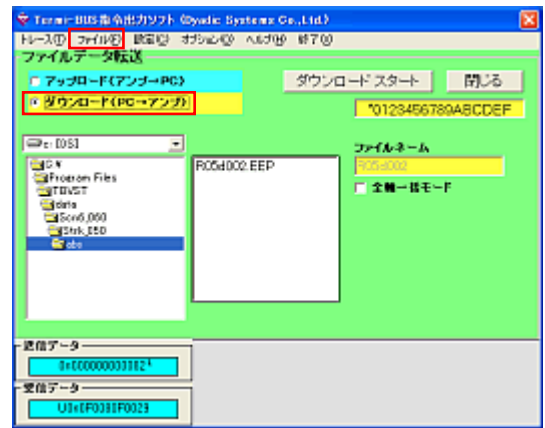 Termi-BUS指令出力ソフト (Dyadic Systems Co.,Ltd.)
トレース(T) ファイル(F) 設定(C) オプション(O) ヘルプ(H) 終了(Q)
ファイルデータ転送
アップロード(アンプ→PC)
ダウンロード(PC→アンプ)
ダウンロード スタート
閉じる
"0123456789ABCDEF
c: [OS]
C:¥
Program Files
TBVST
data
Scn6_060
Strk_050
abs
R05d002.EEP
ファイルネーム
R05d002
全軸一括モード
送信データ
受信データ